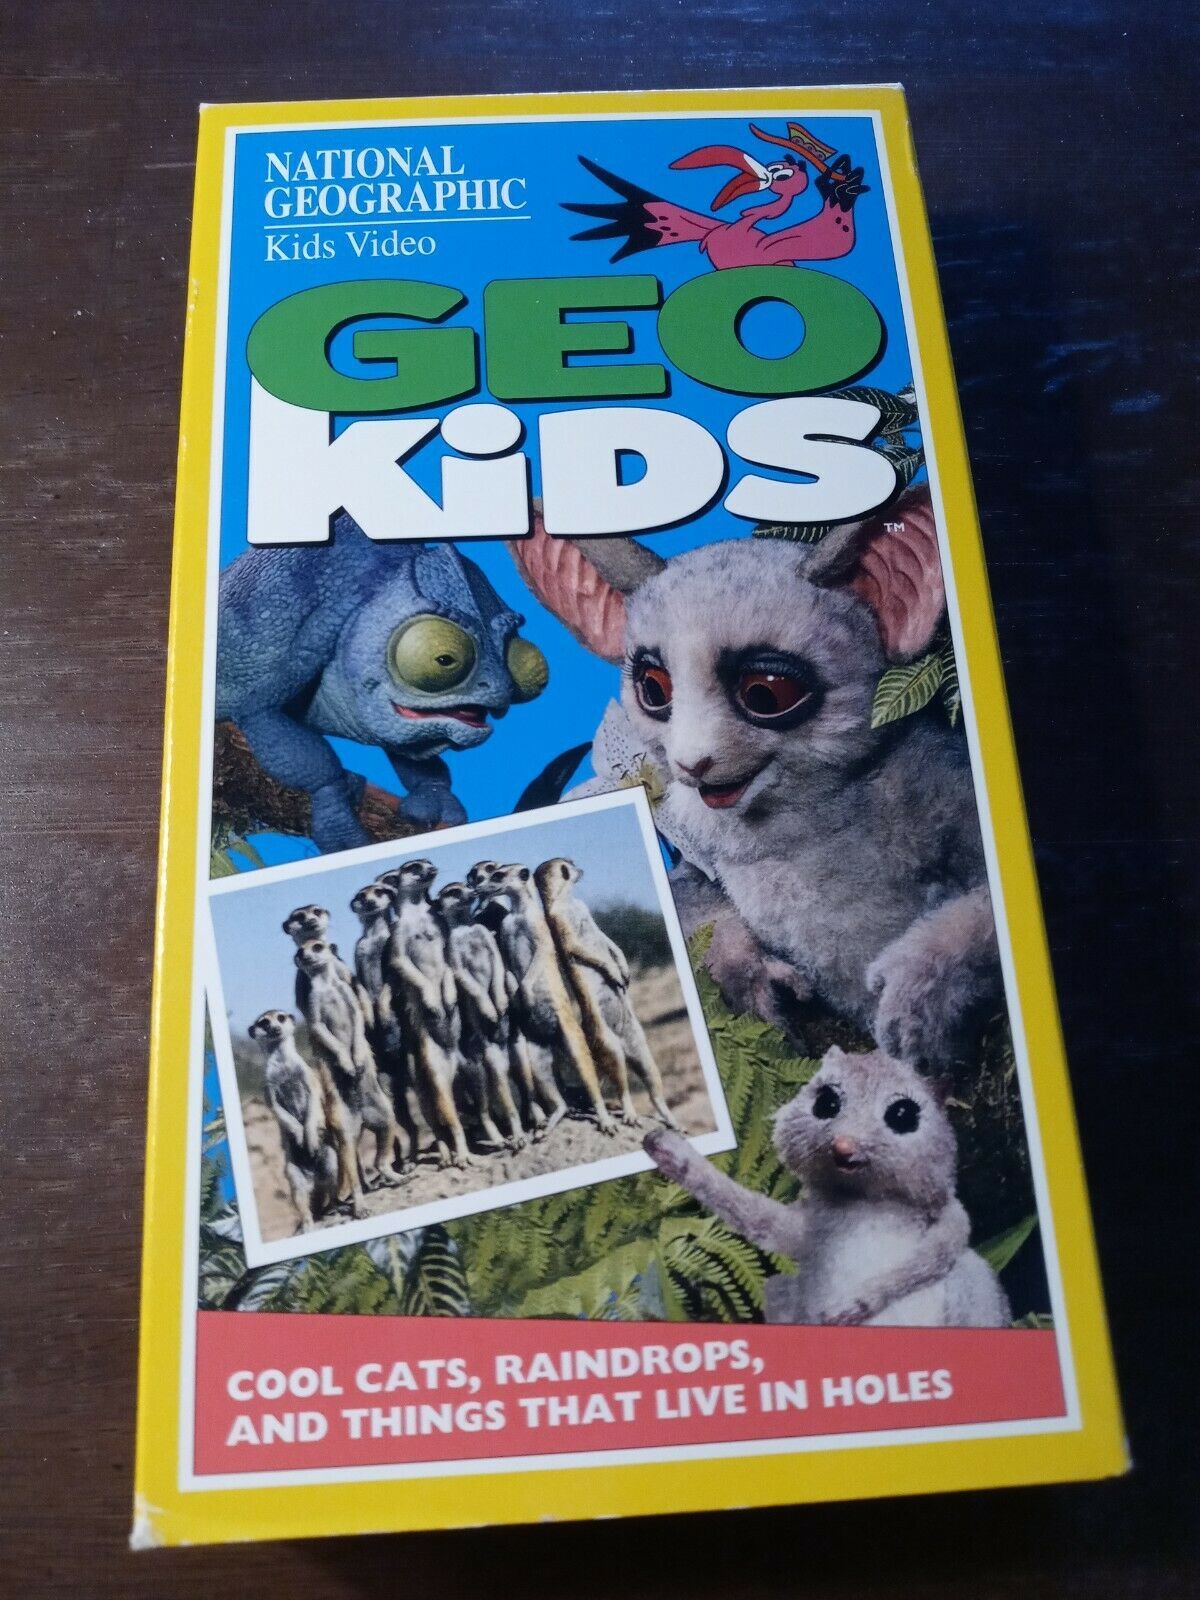 NATIONAL
GEOGRAPHIC
Kids Video
GEO
KiDS
TM
COOL CATS, RAINDROPS,
AND THINGS THAT LIVE IN HOLES